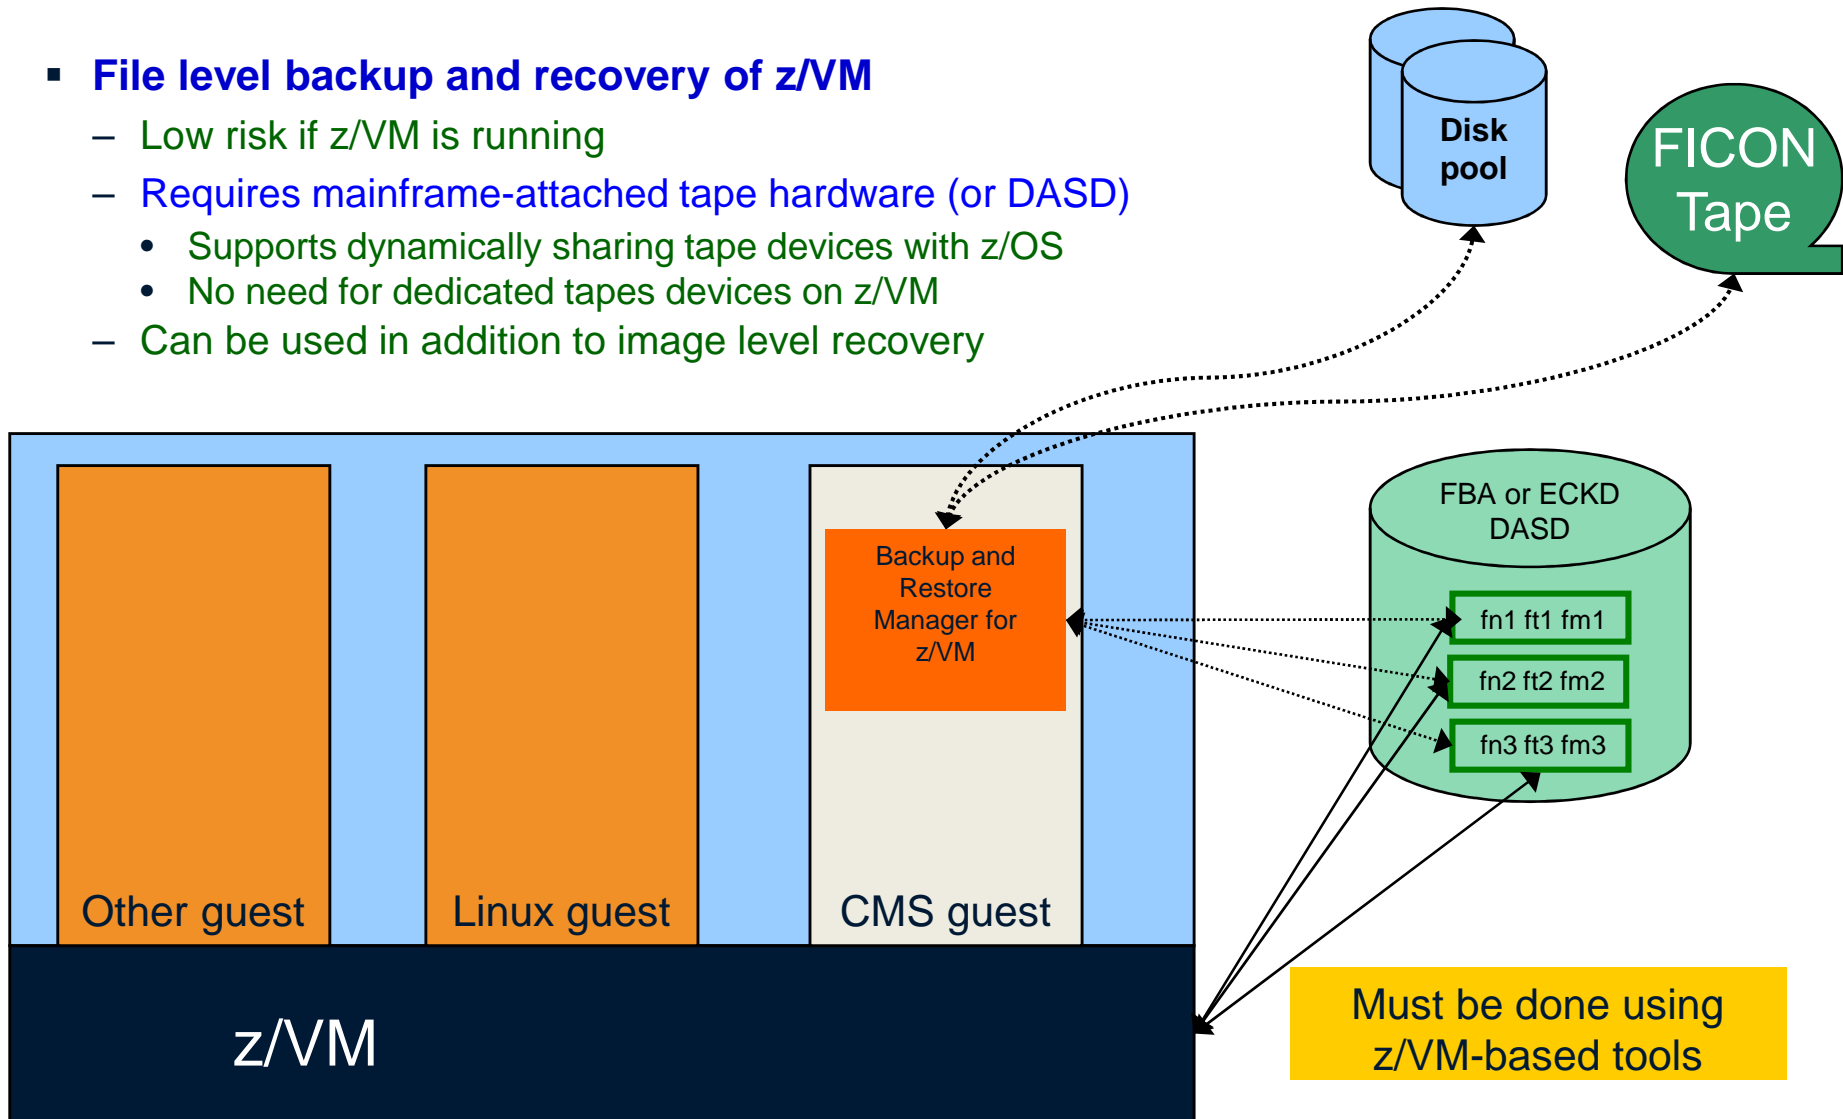 ▪ File level backup and recovery of z/VM
– Low risk if z/VM is running
– Requires mainframe-attached tape hardware (or DASD)
• Supports dynamically sharing tape devices with z/OS
• No need for dedicated tapes devices on z/VM
– Can be used in addition to image level recovery
Disk
pool
FICON
Tape
Backup and
Restore
Manager for
z/VM
FBA or ECKD
DASD
fn1 ft1 fm1
fn2 ft2 fm2
fn3 ft3 fm3
Other guest
Linux guest
CMS guest
z/VM
Must be done using
z/VM-based tools